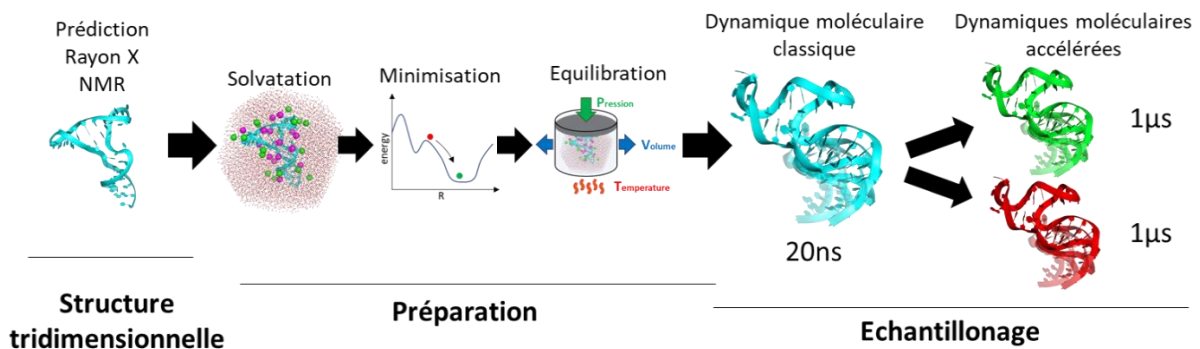 Prédiction
Rayon X
NMR
Solvatation
Minimisation
energy
R
Equilibration
Pression
Volume
Temperature
Dynamique moléculaire
classique
20ns
Dynamiques moléculaires
accélérées
1µs
1µs
Structure
tridimensionnelle
Préparation
Echantillonage